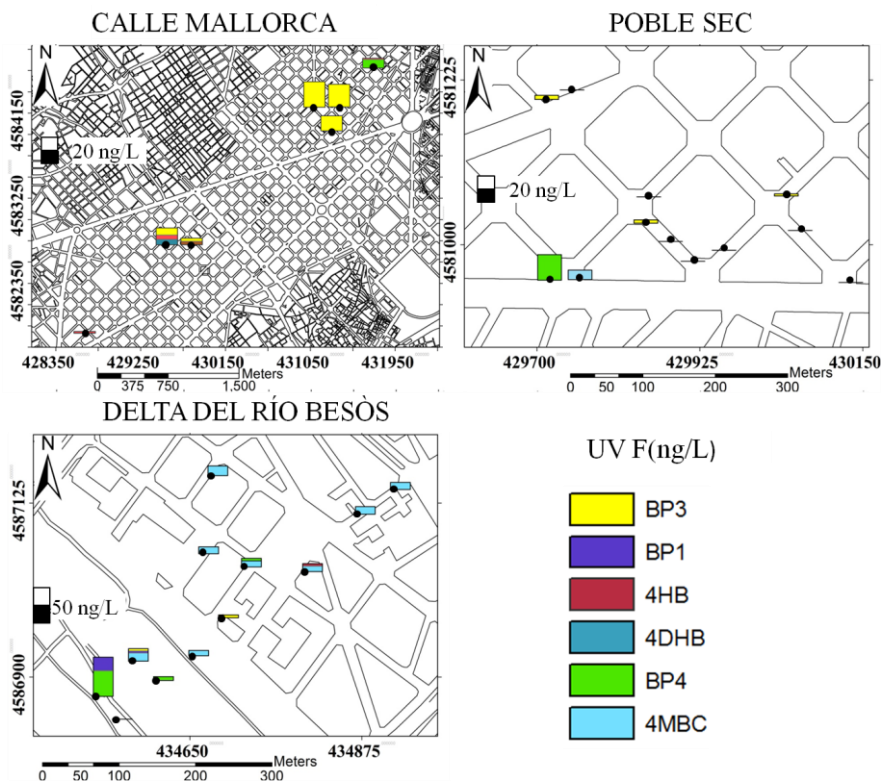 CALLE MALLORCA
POBLE SEC
N
20 ng/L
4584150
4583250
4582350
428350 429250 430150 431050 431950
Meters
0 375 750 1.500
N
20 ng/L
4581225
4581000
429700 429925 430150
Meters
0 50 100 200 300
DELTA DEL RÍO BESÒS
N
50 ng/L
4587125
4586900
434650 434875
Meters
0 50 100 200 300
UV F(ng/L)
BP3
BP1
4HB
4DHB
BP4
4MBC